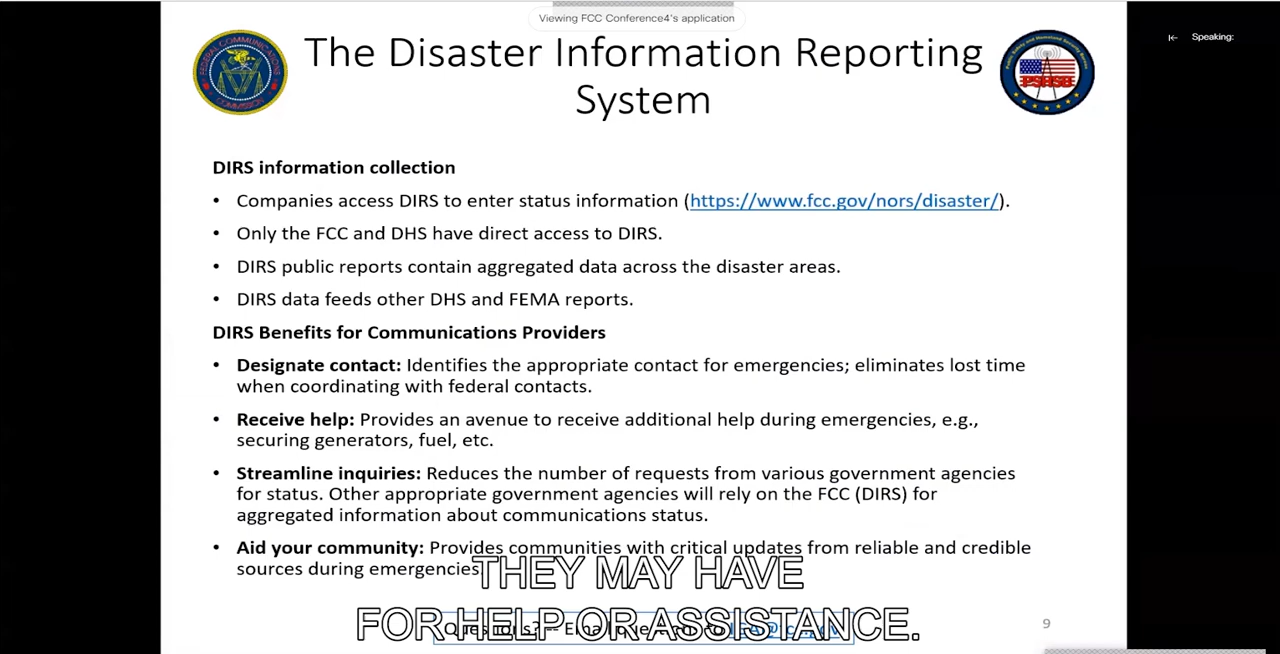 Viewing FCC Conference4's application
Speaking:
The Disaster Information Reporting
System
FEDERAL COMMUNICATIONS
COMMISSION
PSHSB
DIRS information collection
• Companies access DIRS to enter status information (https://www.fcc.gov/nors/disaster/).
• Only the FCC and DHS have direct access to DIRS.
• DIRS public reports contain aggregated data across the disaster areas.
• DIRS data feeds other DHS and FEMA reports.
DIRS Benefits for Communications Providers
• Designate contact: Identifies the appropriate contact for emergencies; eliminates lost time
when coordinating with federal contacts.
• Receive help: Provides an avenue to receive additional help during emergencies, e.g.,
securing generators, fuel, etc.
• Streamline inquiries: Reduces the number of requests from various government agencies
for status. Other appropriate government agencies will rely on the FCC (DIRS) for
aggregated information about communications status.
• Aid your community: Provides communities with critical updates from reliable and credible
sources during emergencies
THEY MAY HAVE
FOR HELP OR ASSISTANCE.
9